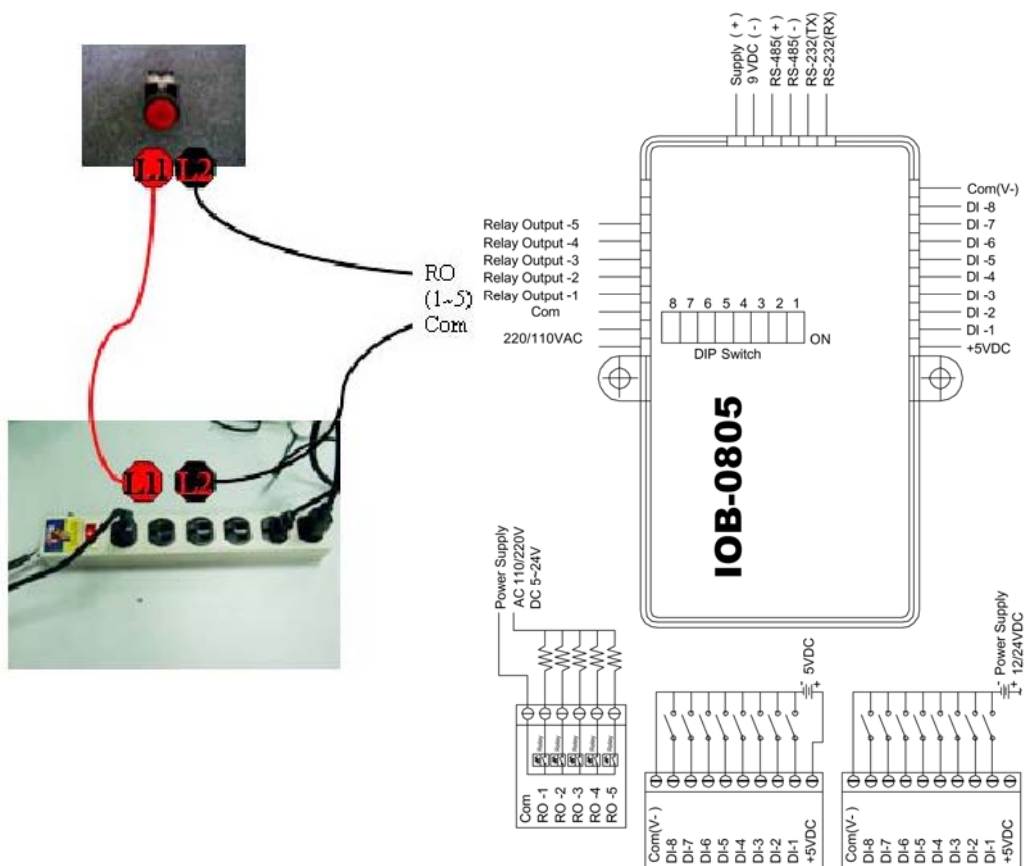 L1 L2
RO
(1~5)
Com
L1 L2
Supply (+)
9 VDC (-)
RS-485(+)
RS-485(-)
RS-232(TX)
RS-232(RX)
Relay Output -5
Relay Output -4
Relay Output -3
Relay Output -2
Relay Output -1
Com
220/110VAC
8 7 6 5 4 3 2 1
ON
DIP Switch
IOB-0805
Com(V-)
DI -8
DI -7
DI -6
DI -5
DI -4
DI -3
DI -2
DI -1
+5VDC
Power Supply
AC 110/220V
DC 5~24V
Relay Relay Relay Relay Relay
Com
RO -1
RO -2
RO -3
RO -4
RO -5
- +
5VDC
Com(V-)
DI-8
DI-7
DI-6
DI-5
DI-4
DI-3
DI-2
DI-1
+5VDC
- Power Supply
+ 12/24VDC
Com(V-)
DI-8
DI-7
DI-6
DI-5
DI-4
DI-3
DI-2
DI-1
+5VDC